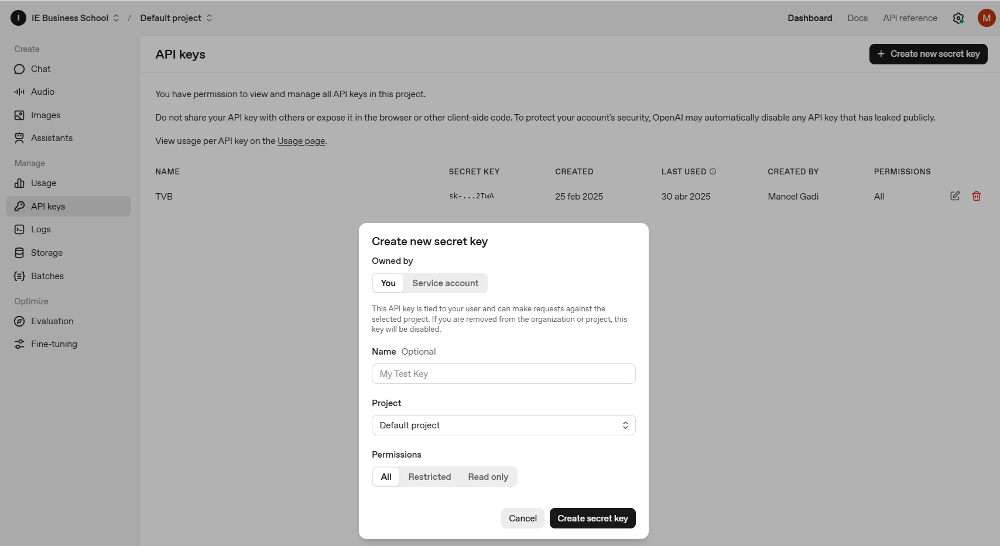 I IE Business School / Default project
Dashboard Docs API reference M
Create
Chat
Audio
Images
Assistants
Manage
Usage
API keys
Logs
Storage
Batches
Optimize
Evaluation
Fine-tuning
API keys
+ Create new secret key
You have permission to view and manage all API keys in this project.
Do not share your API key with others or expose it in the browser or other client-side code. To protect your account's security, OpenAI may automatically disable any API key that has leaked publicly.
View usage per API key on the Usage page.
NAME SECRET KEY CREATED LAST USED CREATED BY PERMISSIONS
TVB sk-...2TwA 25 feb 2025 30 abr 2025 Manoel Gadi All
Create new secret key
Owned by
You Service account
This API key is tied to your user and can make requests against the
selected project. If you are removed from the organization or project, this
key will be disabled.
Name Optional
My Test Key
Project
Default project
Permissions
All Restricted Read only
Cancel Create secret key